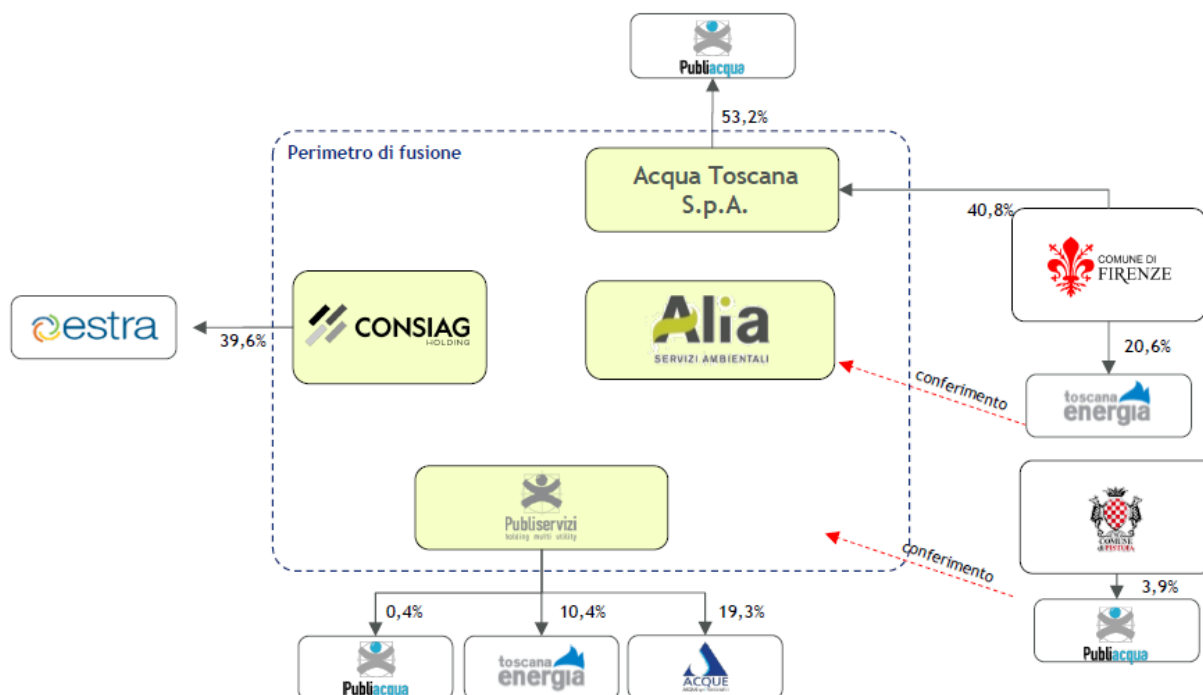 Publiacqua
53,2%
Perimetro di fusione
Acqua Toscana
S.p.A.
40,8%
COMUNE DI
FIRENZE
estra
39,6%
CONSIAG
HOLDING
Alia
SERVIZI AMBIENTALI
20,6%
conferimento
toscana
energia
Publiservizi
holding multi utility
COMUNE
di PISTOIA
conferimento
3,9%
0,4%
10,4%
19,3%
Publiacqua
Publiacqua
toscana
energia
ACQUE